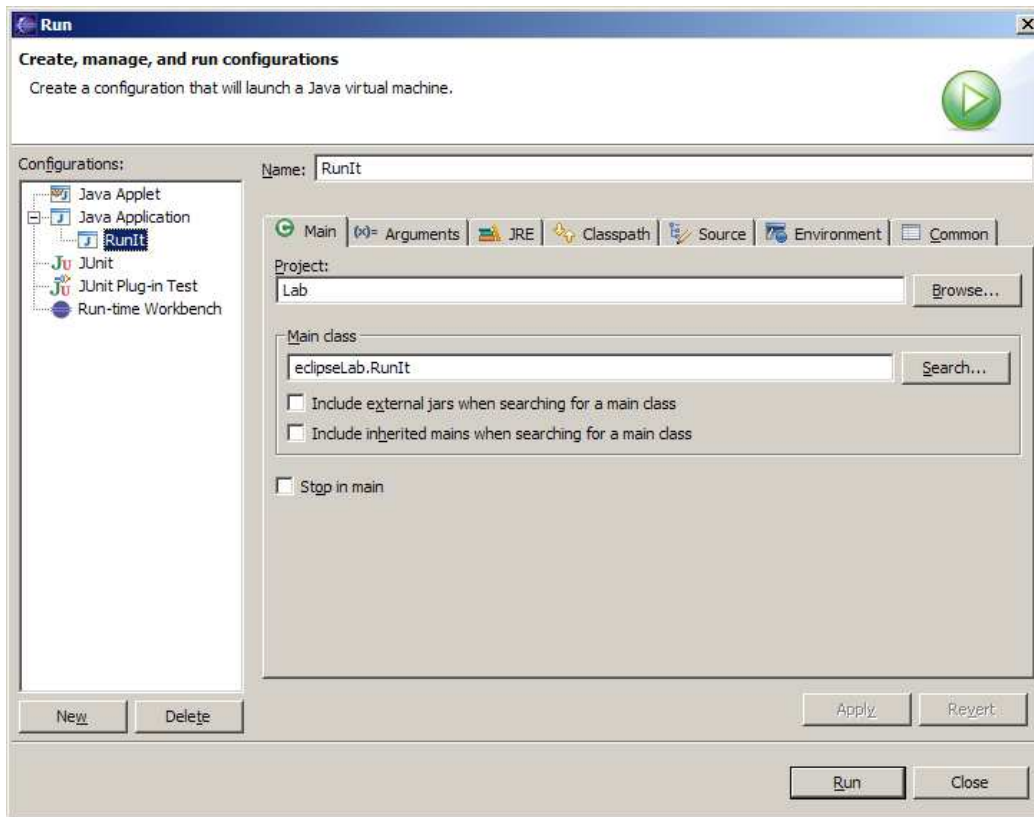 Run
Create, manage, and run configurations
Create a configuration that will launch a Java virtual machine.
Configurations:
Java Applet
Java Application
RunIt
JUnit
JUnit Plug-in Test
Run-time Workbench
New Delete
Name: RunIt
Main (x)= Arguments JRE Classpath Source Environment Common
Project:
Lab Browse...
Main class
eclipseLab.RunIt Search...
Include external jars when searching for a main class
Include inherited mains when searching for a main class
Stop in main
Apply Revert
Run Close